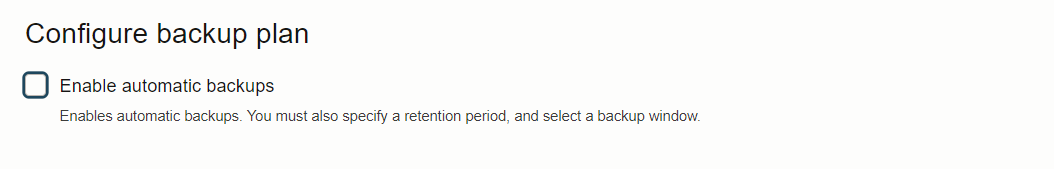 Configure backup plan
Enable automatic backups
Enables automatic backups. You must also specify a retention period, and select a backup window.